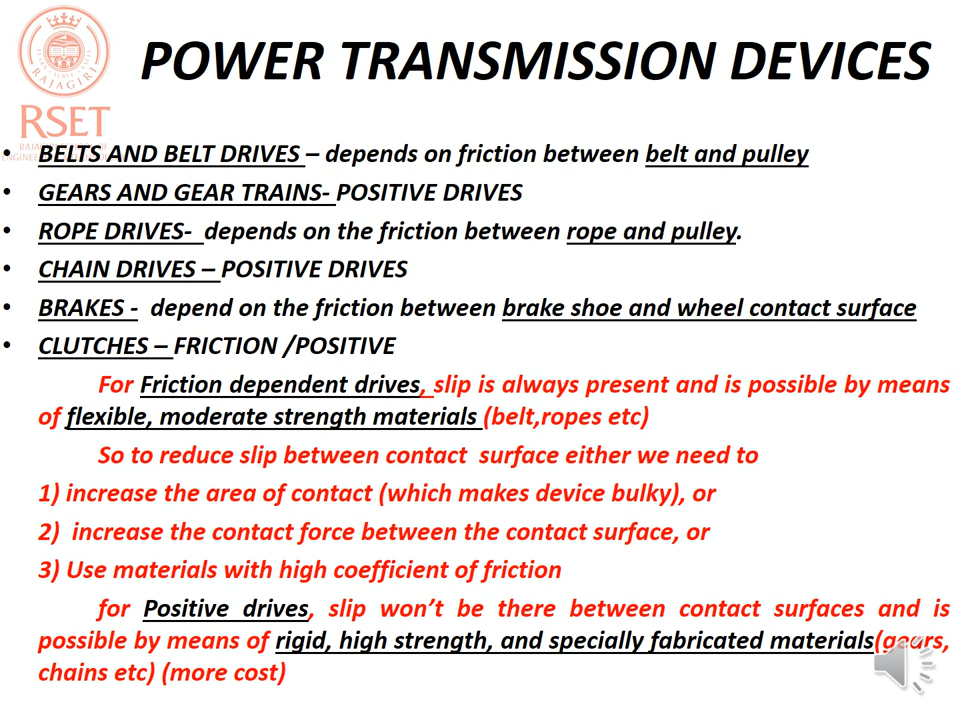 POWER TRANSMISSION DEVICES
RAJAGIRI
RSET
• BELTS AND BELT DRIVES – depends on friction between belt and pulley
• GEARS AND GEAR TRAINS- POSITIVE DRIVES
• ROPE DRIVES- depends on the friction between rope and pulley.
• CHAIN DRIVES – POSITIVE DRIVES
• BRAKES - depend on the friction between brake shoe and wheel contact surface
• CLUTCHES – FRICTION /POSITIVE
For Friction dependent drives, slip is always present and is possible by means
of flexible, moderate strength materials (belt,ropes etc)
So to reduce slip between contact surface either we need to
1) increase the area of contact (which makes device bulky), or
2) increase the contact force between the contact surface, or
3) Use materials with high coefficient of friction
for Positive drives, slip won’t be there between contact surfaces and is
possible by means of rigid, high strength, and specially fabricated materials(gears,
chains etc) (more cost)